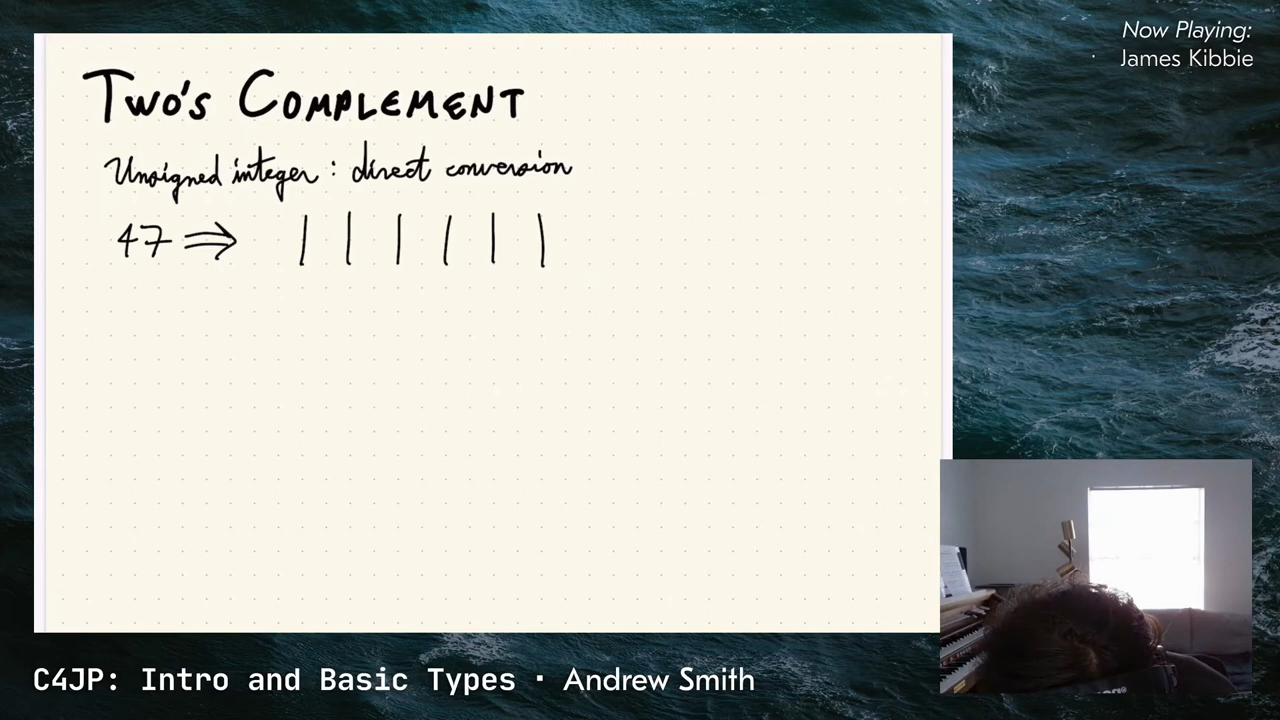 Now Playing:
James Kibbie
TWO'S COMPLEMENT
Unsigned integer : direct conversion
47 ⇒ | | | | | |
C4JP: Intro and Basic Types · Andrew Smith